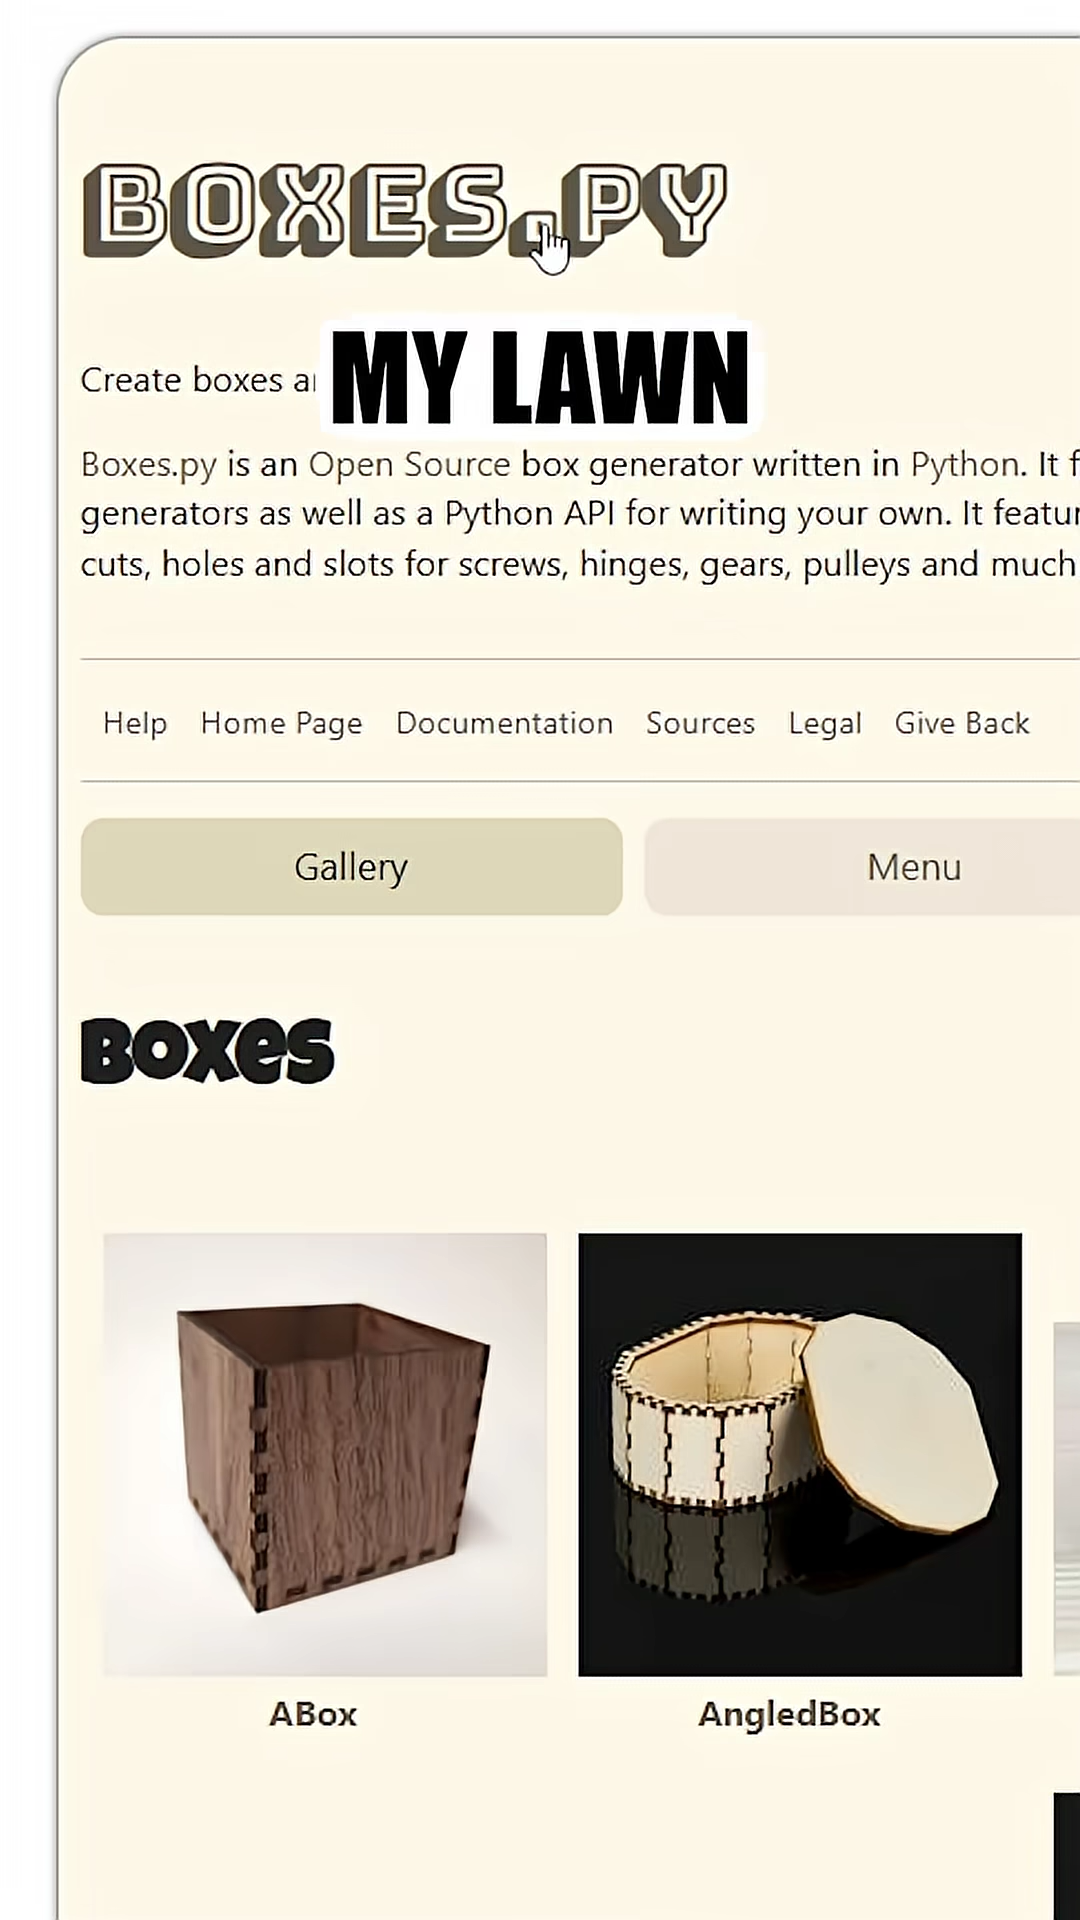 BOXES.PY
MY LAWN
Create boxes
Boxes.py is an Open Source box generator written in Python. It
generators as well as a Python API for writing your own. It
cuts, holes and slots for screws, hinges, gears, pulleys and much
Help Home Page Documentation Sources Legal Give Back
Gallery Menu
Boxes
ABox AngledBox